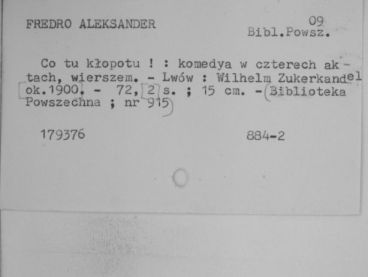 FREDRO ALEKSANDER 09
Bibl.Powsz.
Co tu kłopotu ! : komedya w czterech ak-
tach, wierszem. - Lwów : Wilhelm Zukerkandel
[ok.1900]. - 72,[2] s. ; 15 cm. -(Biblioteka
Powszechna ; nr 915)
179376 884-2